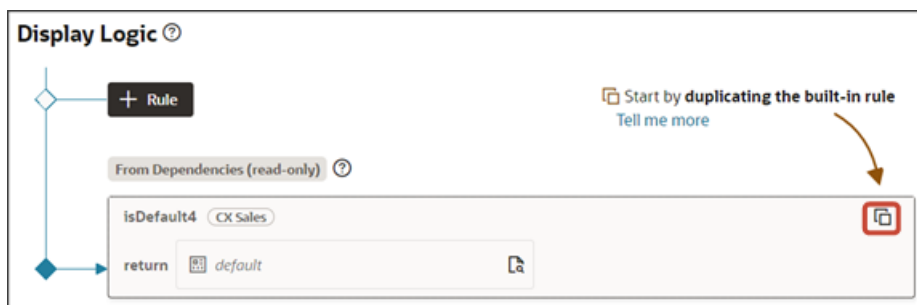 Display Logic ?
+ Rule
Start by duplicating the built-in rule
Tell me more
From Dependencies (read-only) ?
isDefault4 CX Sales
return default